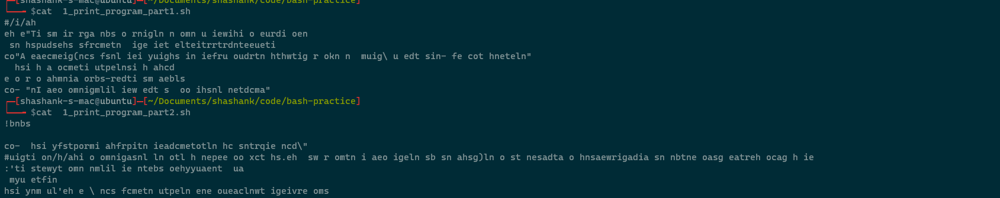 ┌─[shashank-s-mac@ubuntu]─[~/Documents/shashank/code/bash-practice]
└──╼ $cat  1_print_program_part1.sh
#/i/ah
eh e"Ti sm ir rga nbs o rnigln n omn u iewihi o eurdi oen
 sn hspudsehs sfrcmetn  ige iet elteitrrtrdnteeueti
co"A eaecmeig(ncs fsnl iei yuighs in iefru oudrtn hthwtig r okn n  muig\ u edt sin- fe cot hneteln"
  hsi h a ocmeti utpelnsi h ahcd
e o r o ahmnia orbs-redti sm aebls
co- "nI aeo omnigmlil iew edt s  oo ihsnl netdcma"
┌─[shashank-s-mac@ubuntu]─[~/Documents/shashank/code/bash-practice]
└──╼ $cat  1_print_program_part2.sh
!bnbs

co-  hsi yfstpormi ahfrpitn ieadcmetotln hc sntrqie ncd\"
#uigti on/h/ahi o omnigasnl ln otl h nepee oo xct hs.eh  sw r omtn i aeo igeln sb sn ahsg)ln o st nesadta o hnsaewrigadia sn nbtne oasg eatreh ocag h ie
:'ti stewyt omn nmlil ie ntebs oehyyuaent  ua
 myu etfin
hsi ynm ul'eh e \ ncs fcmetn utpeln ene oueaclnwt igeivre oms